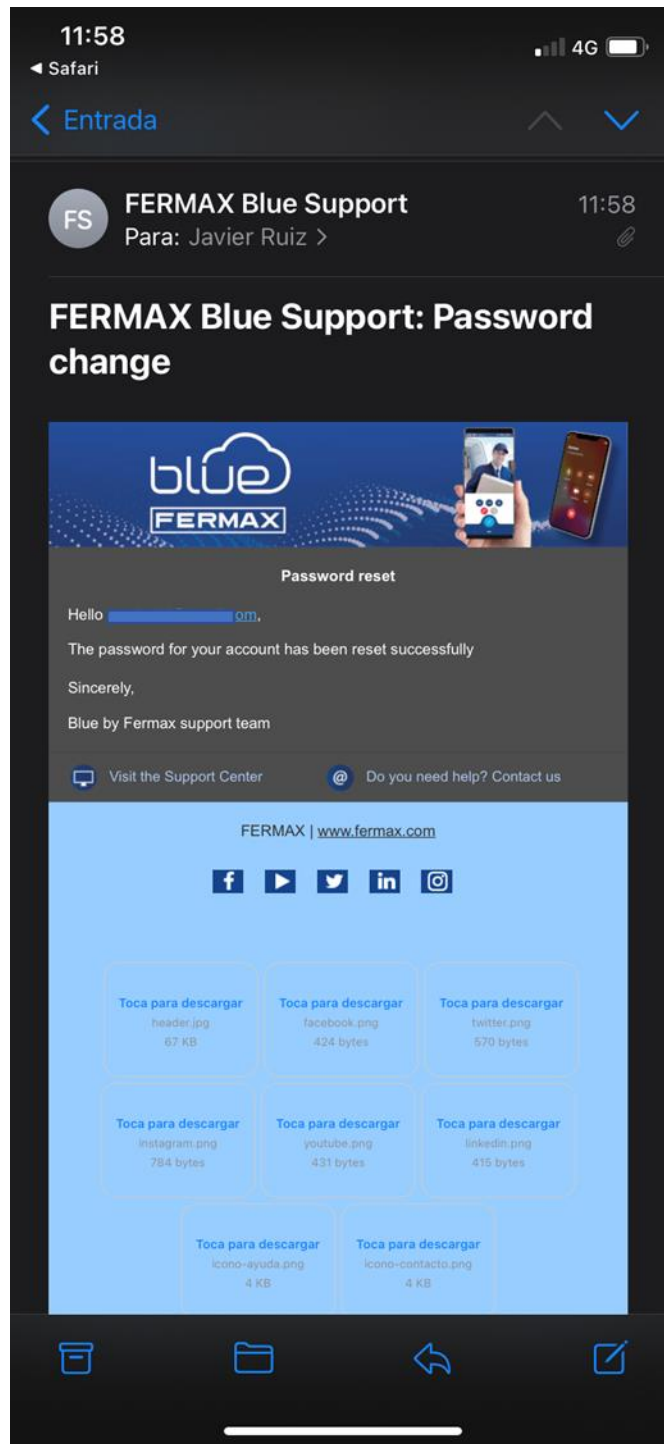 11:58
4G
◀ Safari
Entrada
FS
FERMAX Blue Support
11:58
Para: Javier Ruiz >
FERMAX Blue Support: Password
change
blue
FERMAX
Password reset
Hello om,
The password for your account has been reset successfully
Sincerely,
Blue by Fermax support team
Visit the Support Center
@ Do you need help? Contact us
FERMAX | www.fermax.com
f in
Toca para descargar Toca para descargar Toca para descargar
header.jpg facebook.png twitter.png
67 KB 424 bytes 570 bytes
Toca para descargar Toca para descargar Toca para descargar
instagram.png youtube.png linkedin.png
784 bytes 431 bytes 415 bytes
Toca para descargar Toca para descargar
icono-ayuda.png icono-contacto.png
4 KB 4 KB